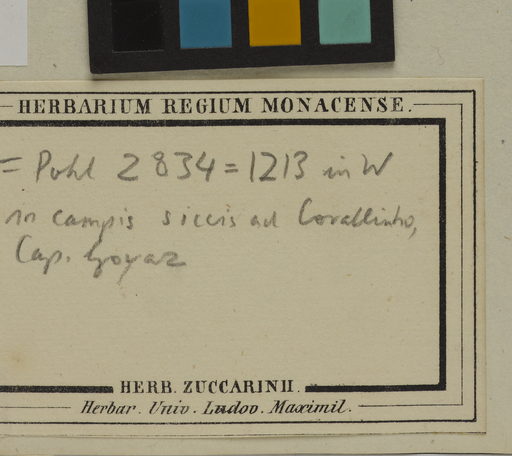 HERBARIUM REGIUM MONACENSE.
= Pohl 2834 = 1213 in W
in campis siccis ad Corallinho,
Cap. Goyaz
HERB. ZUCCARINII.
Herbar. Univ. Ludov. Maximil.